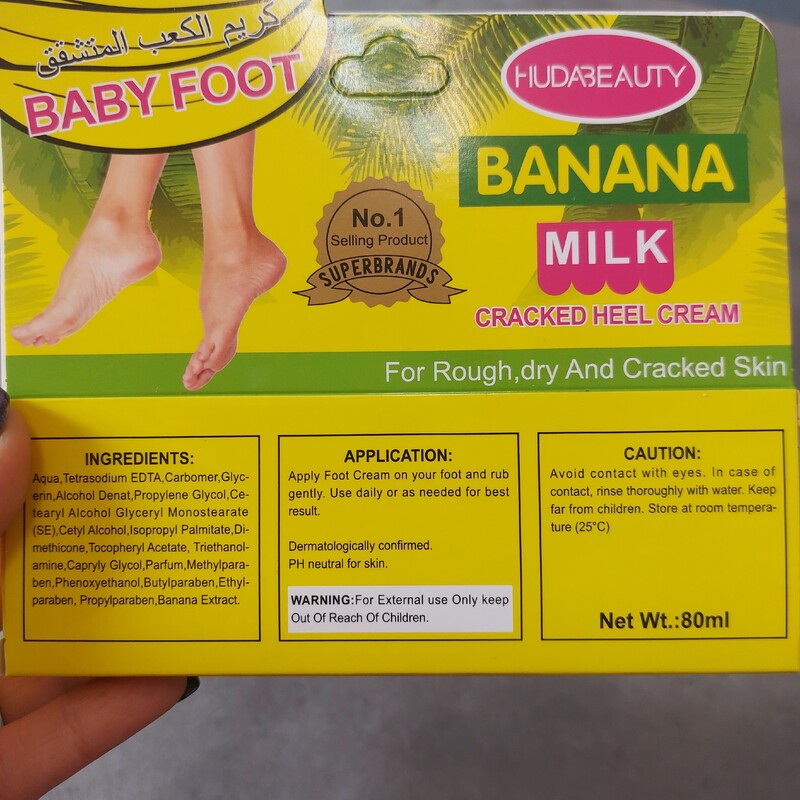 كريم الكعب المتشقق
BABY FOOT
HUDABEAUTY
BANANA
MILK
CRACKED HEEL CREAM
No.1
Selling Product
SUPERBRANDS
For Rough,dry And Cracked Skin
INGREDIENTS:
Aqua,Tetrasodium EDTA,Carbomer,Glyc-
erin,Alcohol Denat,Propylene Glycol,Ce-
tearyl Alcohol Glyceryl Monostearate
(SE),Cetyl Alcohol,Isopropyl Palmitate,Di-
methicone,Tocopheryl Acetate, Triethanol-
amine,Capryly Glycol,Parfum,Methylpara-
ben,Phenoxyethanol,Butylparaben,Ethyl-
paraben, Propylparaben,Banana Extract.
APPLICATION:
Apply Foot Cream on your foot and rub
gently. Use daily or as needed for best
result.
Dermatologically confirmed.
PH neutral for skin.
WARNING:For External use Only keep
Out Of Reach Of Children.
CAUTION:
Avoid contact with eyes. In case of
contact, rinse thoroughly with water. Keep
far from children. Store at room tempera-
ture (25°C)
Net Wt.:80ml